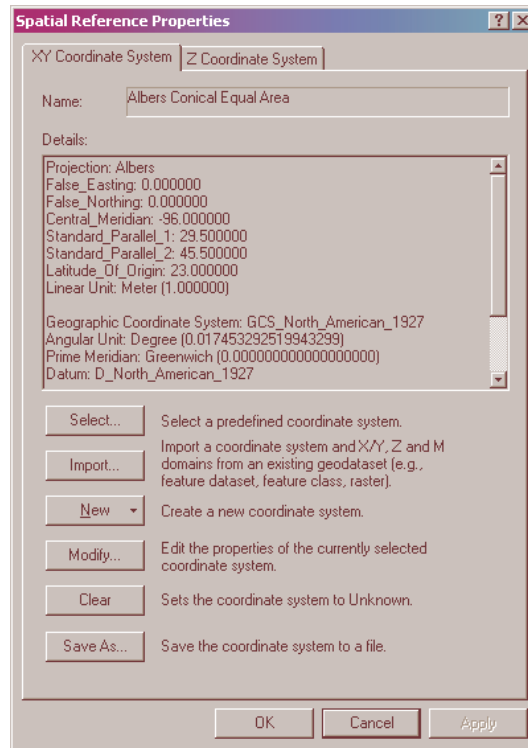 Spatial Reference Properties
XY Coordinate System
Z Coordinate System
Name:
Albers Conical Equal Area
Details:
Projection: Albers
False_Easting: 0.000000
False_Northing: 0.000000
Central_Meridian: -96.000000
Standard_Parallel_1: 29.500000
Standard_Parallel_2: 45.500000
Latitude_Of_Origin: 23.000000
Linear Unit: Meter (1.000000)
Geographic Coordinate System: GCS_North_American_1927
Angular Unit: Degree (0.017453292519943299)
Prime Meridian: Greenwich (0.000000000000000000)
Datum: D_North_American_1927
Select...
Select a predefined coordinate system.
Import...
Import a coordinate system and X/Y, Z and M
domains from an existing geodataset (e.g.,
feature dataset, feature class, raster).
New
Create a new coordinate system.
Modify...
Edit the properties of the currently selected
coordinate system.
Clear
Sets the coordinate system to Unknown.
Save As...
Save the coordinate system to a file.
OK
Cancel
Apply